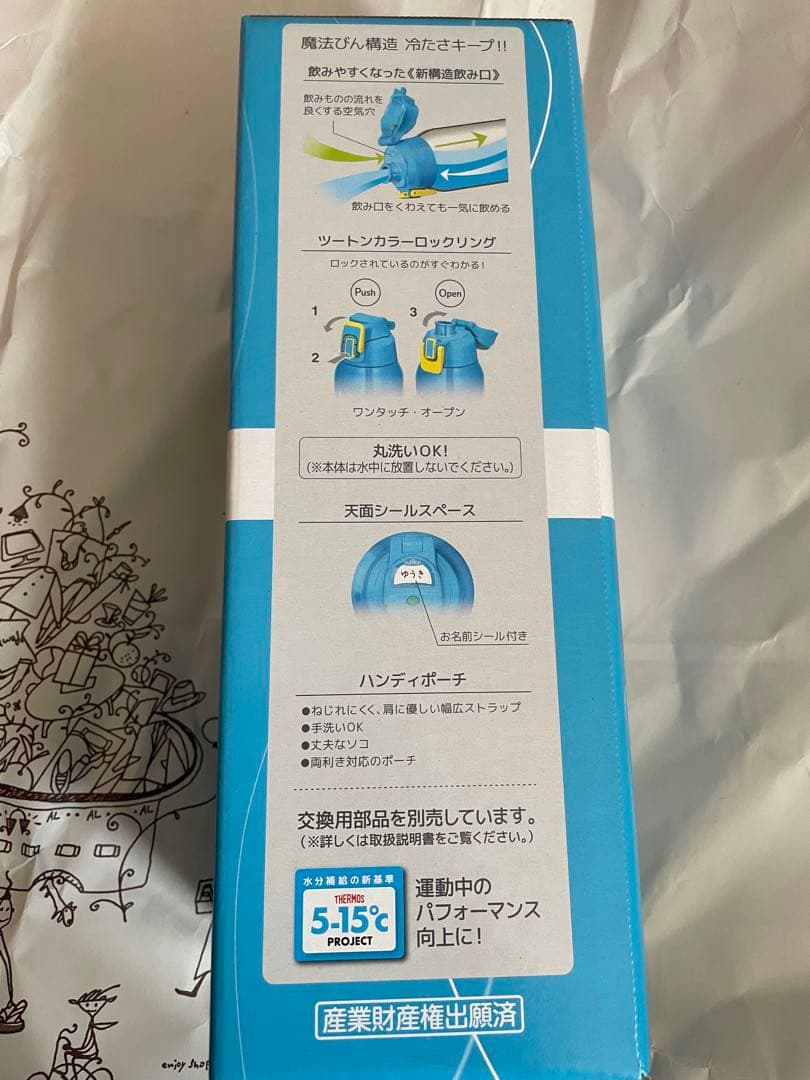 魔法びん構造 冷たさキープ!!
飲みやすくなった《新構造飲み口》
飲みものの流れを
良くする空気穴
飲み口をくわえても一気に飲める
ツートンカラーロックリング
ロックされているのがすぐわかる!
Push
Open
1
3
2
ワンタッチ・オープン
丸洗いOK!
(※本体は水中に放置しないでください。)
天面シールスペース
ゆうき
お名前シール付き
ハンディポーチ
●ねじれにくく、肩に優しい幅広ストラップ
●手洗いOK
●丈夫なソコ
●両利き対応のポーチ
交換用部品を別売しています。
(※詳しくは取扱説明書をご覧ください。)
水分補給の新基準
THERMOS
5-15℃
PROJECT
運動中の
パフォーマンス
向上に!
産業財産権出願済
AL
AL
enjoy